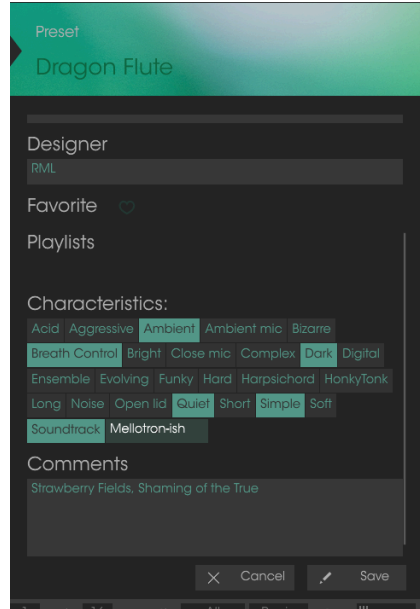 Preset
Dragon Flute
Designer
RML
Favorite
Playlists
Characteristics:
Acid Aggressive Ambient Ambient mic Bizarre
Breath Control Bright Close mic Complex Dark Digital
Ensemble Evolving Funky Hard Harpsichord HonkyTonk
Long Noise Open lid Quiet Short Simple Soft
Soundtrack Mellotron-ish
Comments
Strawberry Fields, Shaming of the True
Cancel Save